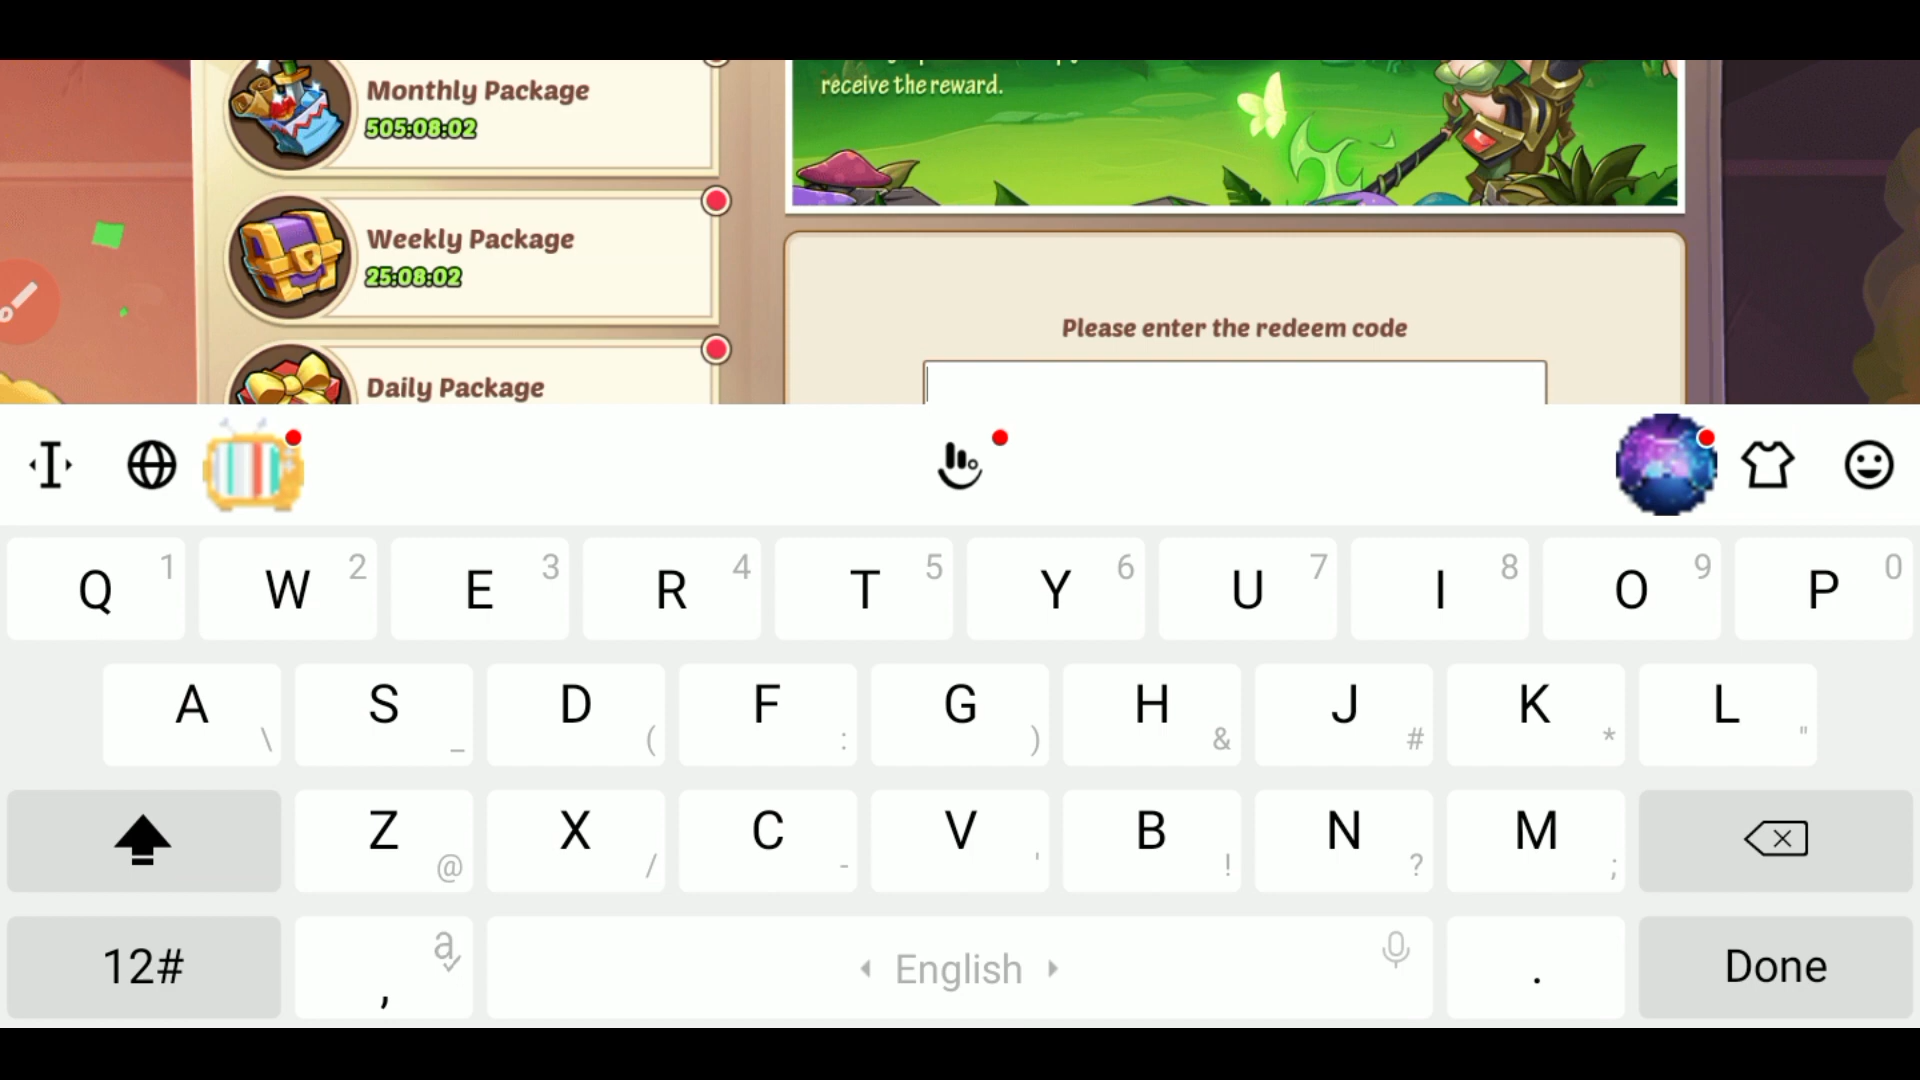 Monthly Package
505:08:02
receive the reward.
Weekly Package
25:08:02
Please enter the redeem code
Daily Package
Q 1 W 2 E 3 R 4 T 5 Y 6 U 7 I 8 O 9 P 0
A \ S _ D ( F : G ) H & J # K * L "
Z @ X / C - V ' B ! N ? M ;
12# , a English . Done